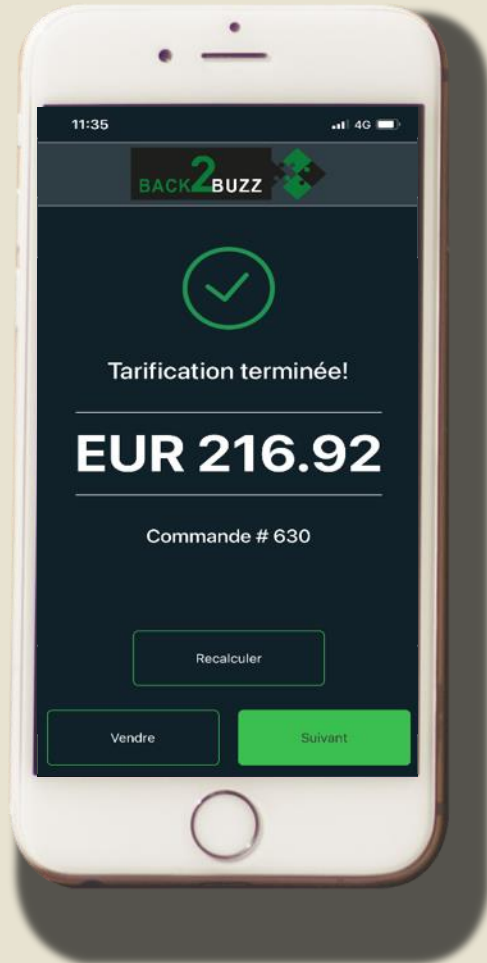 11:35 4G
BACK2BUZZ
Tarification terminée!
EUR 216.92
Commande # 630
Recalculer
Vendre Suivant